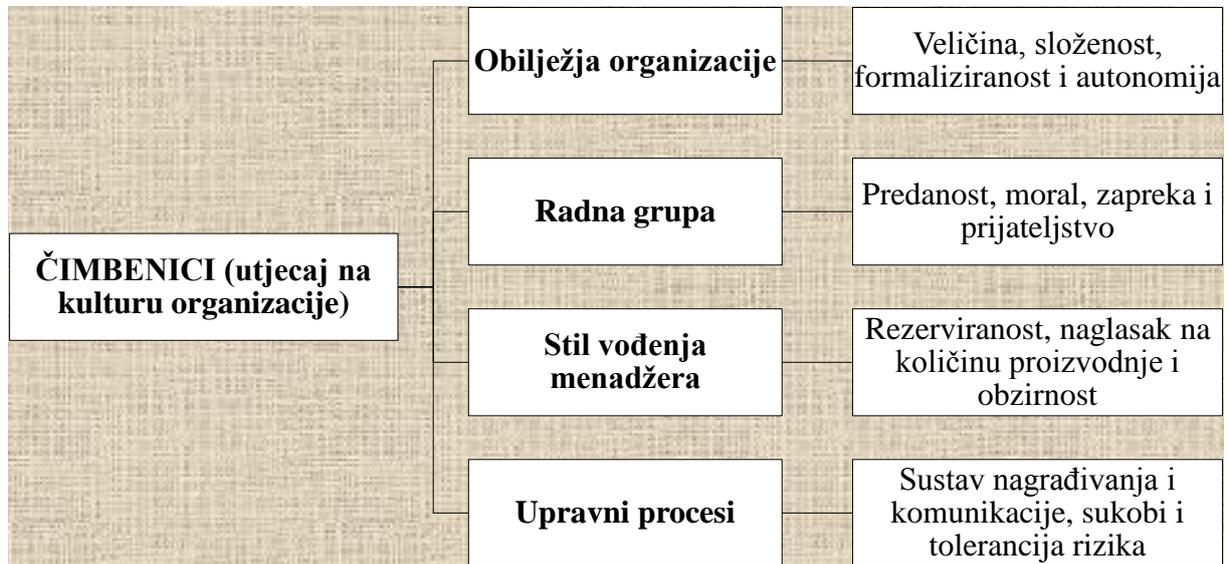 ČIMBENICI (utjecaj na
kulturu organizacije)
Obilježja organizacije
Veličina, složenost,
formaliziranost i autonomija
Radna grupa
Predanost, moral, zapreka i
prijateljstvo
Stil vođenja
menadžera
Rezerviranost, naglasak na
količinu proizvodnje i
obzirnost
Upravni procesi
Sustav nagrađivanja i
komunikacije, sukobi i
tolerancija rizika